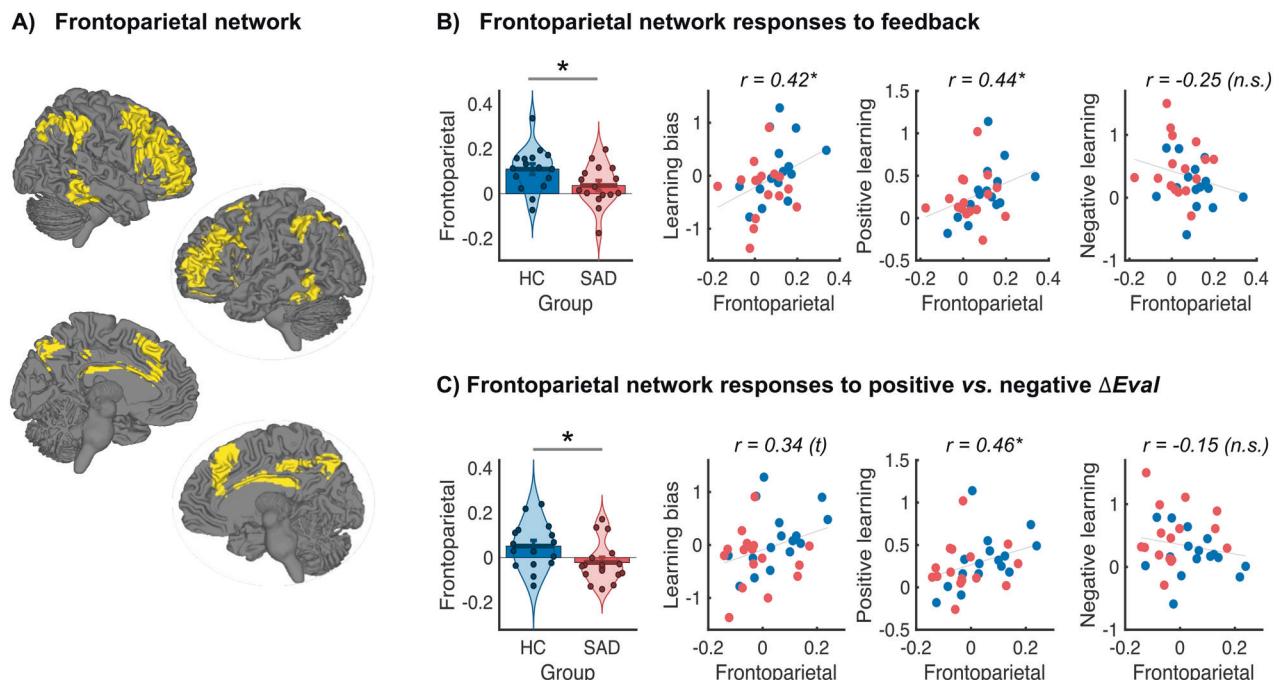 A) Frontoparietal network
B) Frontoparietal network responses to feedback
*
Frontoparietal
0.4
0.2
0
-0.2
HC SAD
Group
r = 0.42*
Learning bias
1
0
-1
-0.2 0 0.2 0.4
Frontoparietal
r = 0.44*
Positive learning
1.5
1
0.5
0
0.5
-0.2 0 0.2 0.4
Frontoparietal
r = -0.25 (n.s.)
Negative learning
2
1
0
-1
-0.2 0 0.2 0.4
Frontoparietal
C) Frontoparietal network responses to positive vs. negative ΔEval
*
Frontoparietal
0.4
0.2
0
-0.2
HC SAD
Group
r = 0.34 (t)
Learning bias
1
0
-1
-0.2 0 0.2
Frontoparietal
r = 0.46*
Positive learning
1.5
1
0.5
0
0.5
-0.2 0 0.2
Frontoparietal
r = -0.15 (n.s.)
Negative learning
2
1
0
-1
-0.2 0 0.2
Frontoparietal